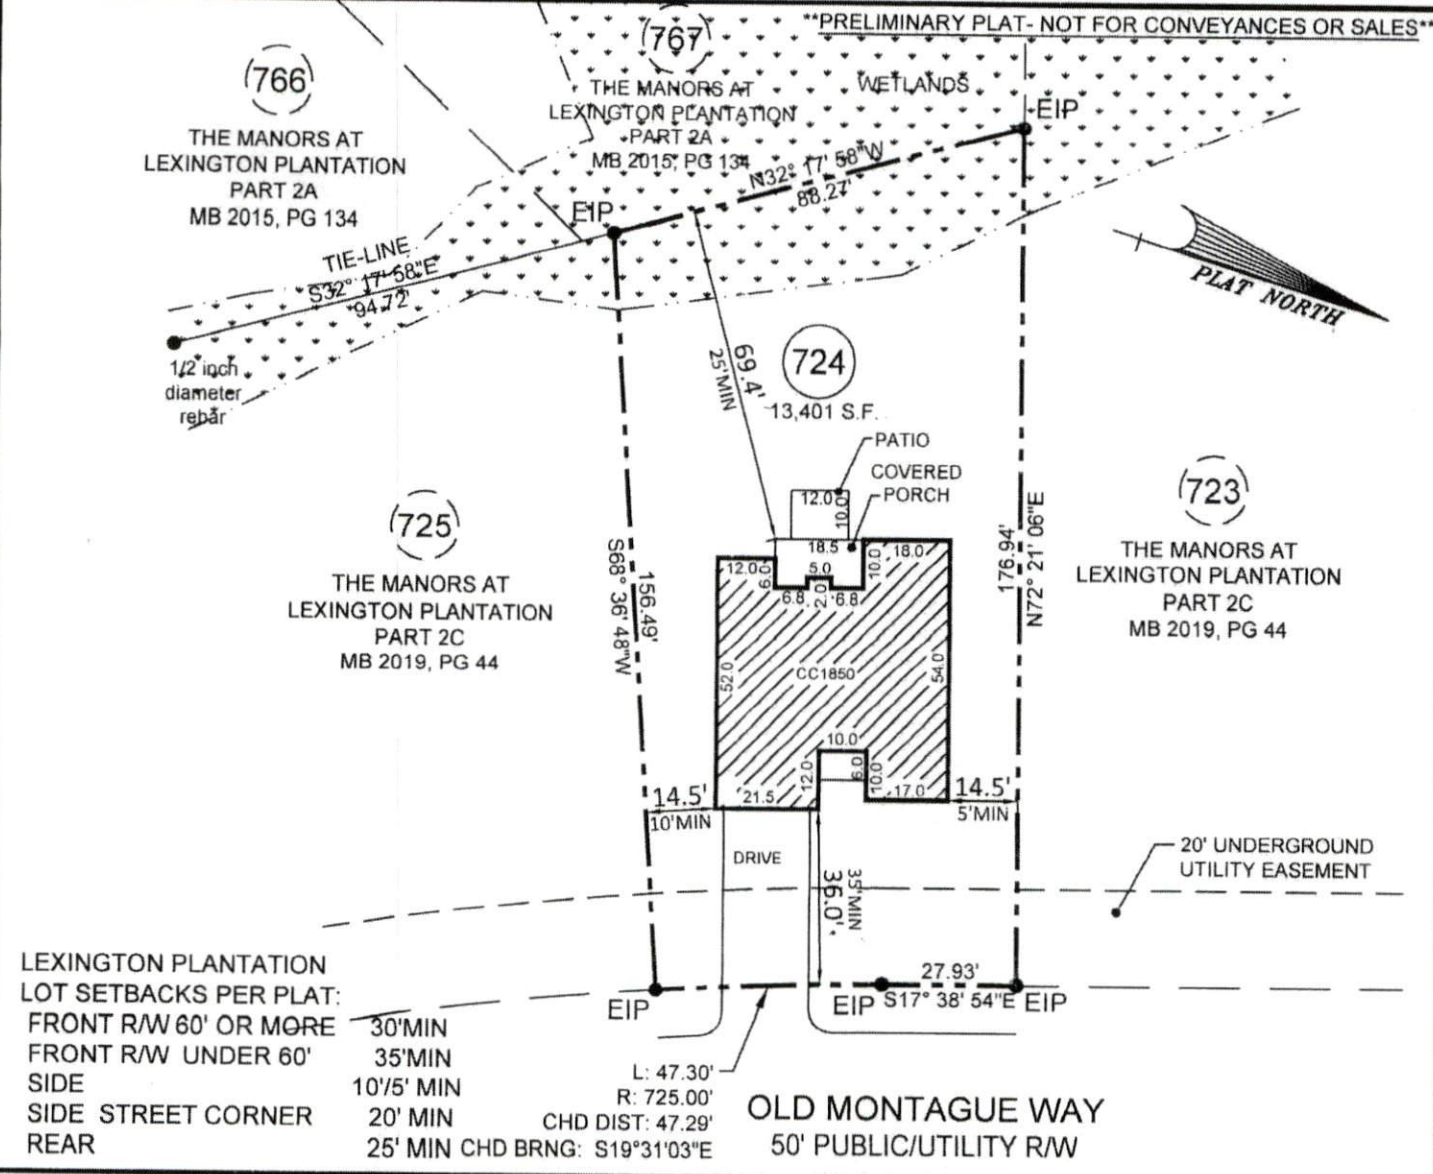 **PRELIMINARY PLAT- NOT FOR CONVEYANCES OR SALES**
766
THE MANORS AT
LEXINGTON PLANTATION
PART 2A
MB 2015, PG 134
767
THE MANORS AT
LEXINGTON PLANTATION
PART 2A
MB 2015, PG 134
WETLANDS
EIP
N32° 17' 58"W
88.27'
EIP
TIE-LINE
S32° 17' 58"E
94.72'
1/2 inch
diameter
rebar
PLAT NORTH
69.4'
25'MIN
724
13,401 S.F.
PATIO
COVERED
PORCH
12.0
10.0
725
THE MANORS AT
LEXINGTON PLANTATION
PART 2C
MB 2019, PG 44
S68° 36' 48"W
156.49'
176.94'
N72° 21' 06"E
723
THE MANORS AT
LEXINGTON PLANTATION
PART 2C
MB 2019, PG 44
18.5
18.0
12.0
6.0
5.0
10.0
6.8
2.0
6.8
52.0
CC1850
54.0
10.0
12.0
6.0
10.0
21.5
17.0
14.5'
10'MIN
14.5'
5'MIN
DRIVE
36.0'
35'MIN
20' UNDERGROUND
UTILITY EASEMENT
EIP
EIP
27.93'
S17° 38' 54"E
EIP
LEXINGTON PLANTATION
LOT SETBACKS PER PLAT:
FRONT R/W 60' OR MORE 30'MIN
FRONT R/W UNDER 60' 35'MIN
SIDE 10'/5' MIN
SIDE STREET CORNER 20' MIN
REAR 25' MIN
L: 47.30'
R: 725.00'
CHD DIST: 47.29'
CHD BRNG: S19°31'03"E
OLD MONTAGUE WAY
50' PUBLIC/UTILITY R/W